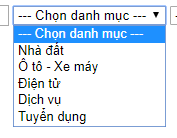 --- Chọn danh mục ---
--- Chọn danh mục ---
Nhà đất
Ô tô - Xe máy
Điện tử
Dịch vụ
Tuyển dụng